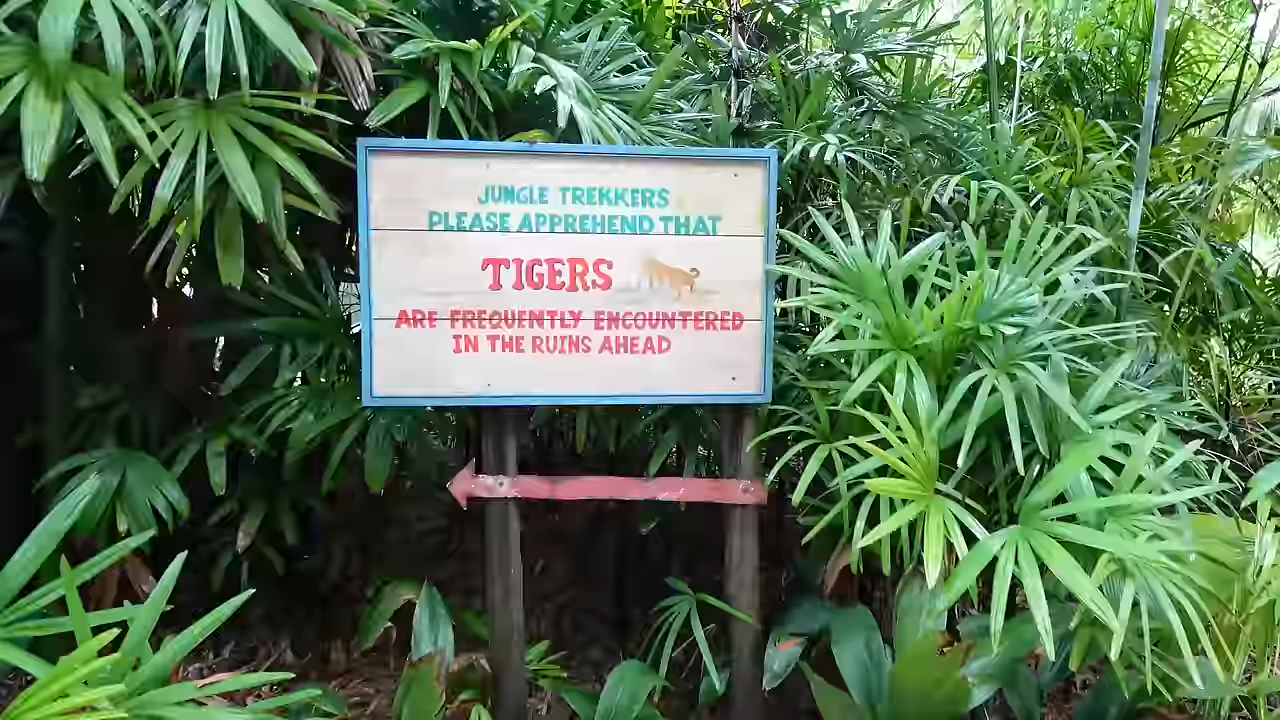 JUNGLE TREKKERS
PLEASE APPREHEND THAT
TIGERS
ARE FREQUENTLY ENCOUNTERED
IN THE RUINS AHEAD